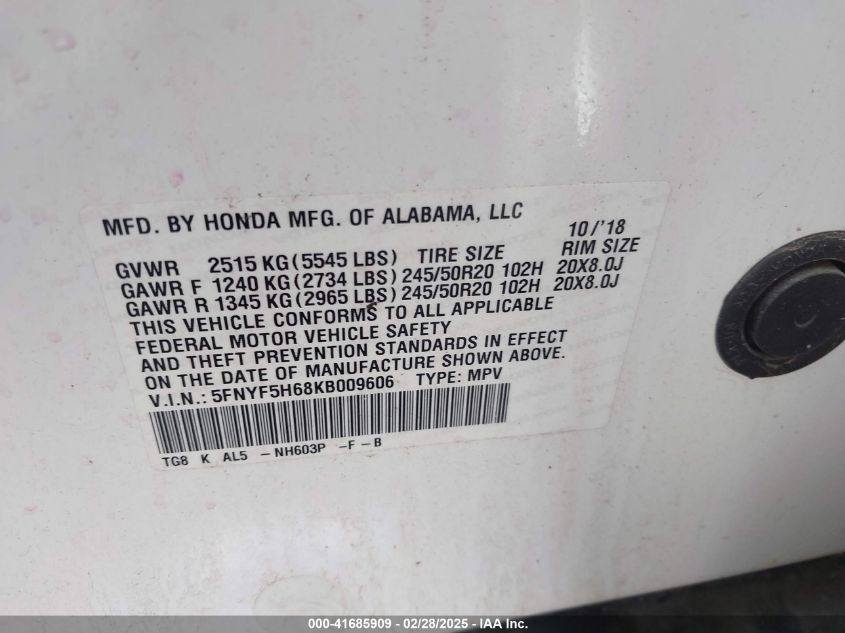 MFD. BY HONDA MFG. OF ALABAMA, LLC 10/'18
GVWR 2515 KG (5545 LBS) TIRE SIZE RIM SIZE
GAWR F 1240 KG (2734 LBS) 245/50R20 102H 20X8.0J
GAWR R 1345 KG (2965 LBS) 245/50R20 102H 20X8.0J
THIS VEHICLE CONFORMS TO ALL APPLICABLE
FEDERAL MOTOR VEHICLE SAFETY
AND THEFT PREVENTION STANDARDS IN EFFECT
ON THE DATE OF MANUFACTURE SHOWN ABOVE.
V.I.N.: 5FNYF5H68KB009606 TYPE: MPV
TG8 K AL5 -NH603P -F-B
000-41685909 - 02/28/2025 - IAA Inc.